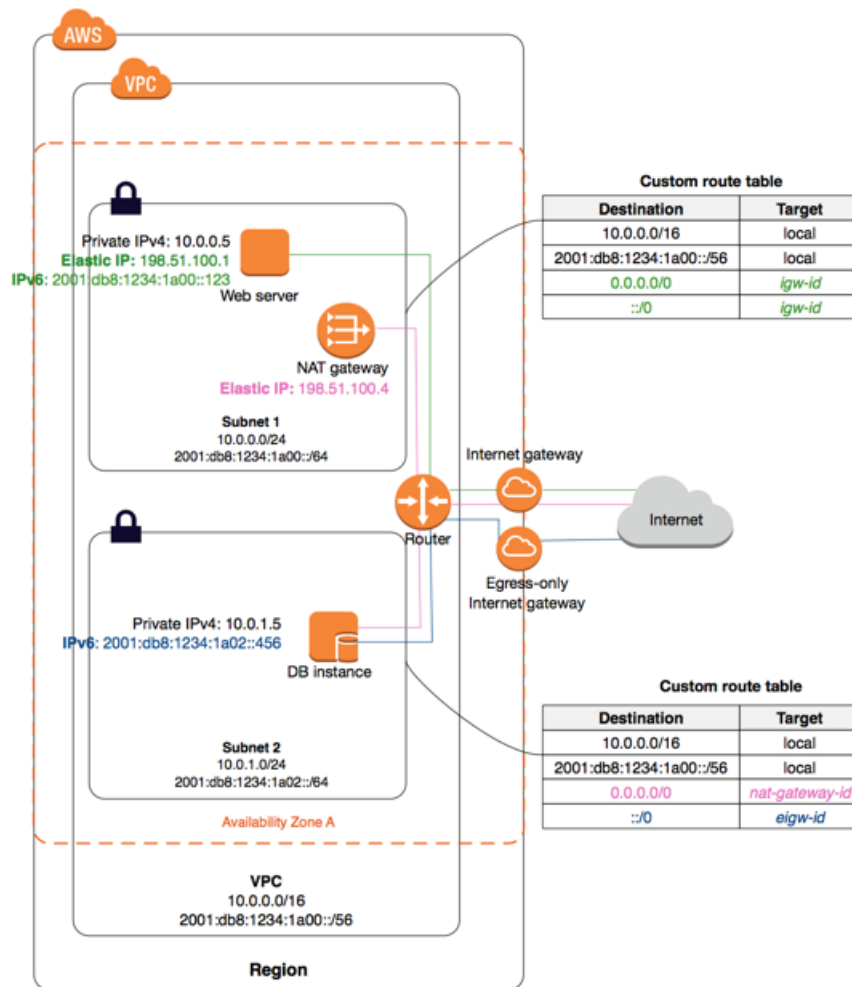 AWS
VPC
Private IPv4: 10.0.0.5
Elastic IP: 198.51.100.1
IPv6: 2001:db8:1234:1a00::123
Web server
NAT gateway
Elastic IP: 198.51.100.4
Subnet 1
10.0.0.0/24
2001:db8:1234:1a00::/64
Custom route table
Destination Target
10.0.0.0/16 local
2001:db8:1234:1a00::/56 local
0.0.0.0/0 igw-id
::/0 igw-id
Internet gateway
Router
Internet
Egress-only
Internet gateway
Private IPv4: 10.0.1.5
IPv6: 2001:db8:1234:1a02::456
DB instance
Subnet 2
10.0.1.0/24
2001:db8:1234:1a02::/64
Custom route table
Destination Target
10.0.0.0/16 local
2001:db8:1234:1a00::/56 local
0.0.0.0/0 nat-gateway-id
::/0 eigw-id
Availability Zone A
VPC
10.0.0.0/16
2001:db8:1234:1a00::/56
Region